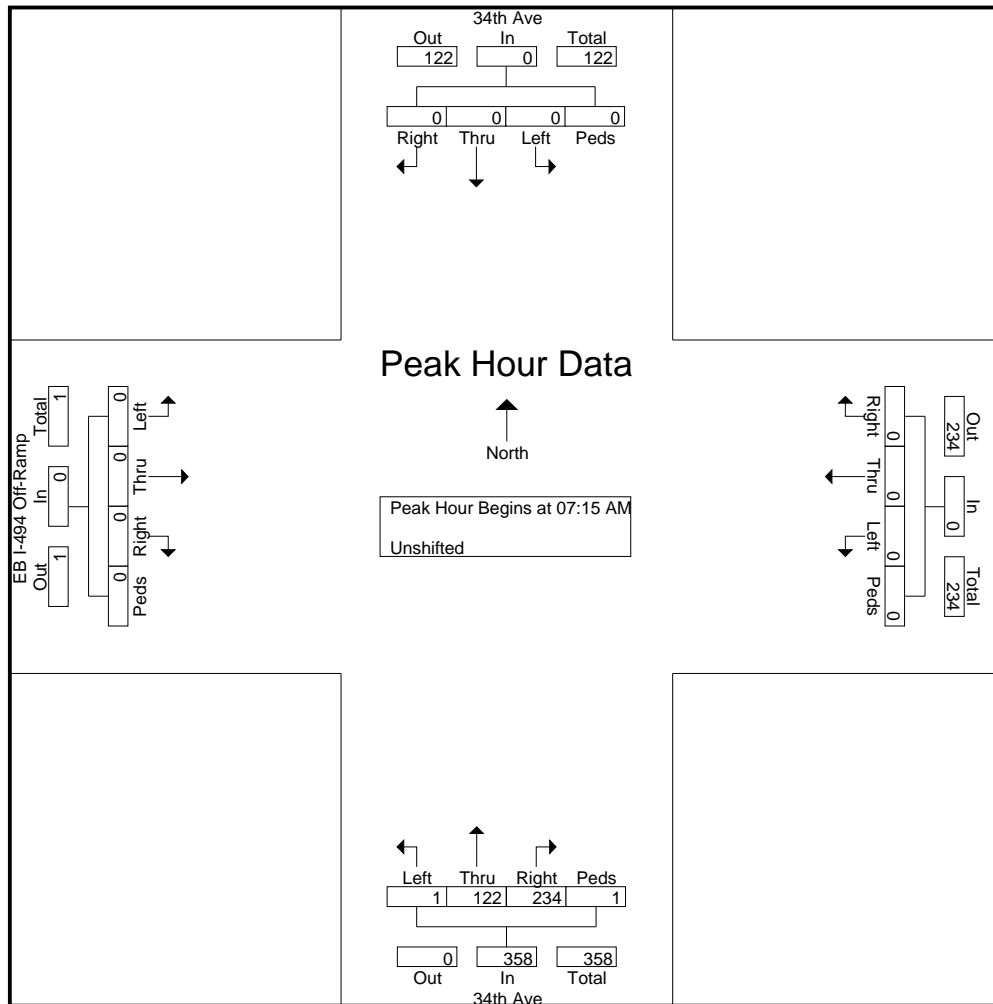 34th Ave
Out In Total
122 0 122
0 0 0 0
Right Thru Left Peds
Peak Hour Data
North
Peak Hour Begins at 07:15 AM
Unshifted
EB I-494 Off-Ramp
Out In Total
1 0 1
0 0 0 0
Peds Right Thru Left
Out In Total
234 0 234
0 0 0 0
Right Thru Left Peds
Left Thru Right Peds
1 122 234 1
0 358 358
Out In Total
34th Ave